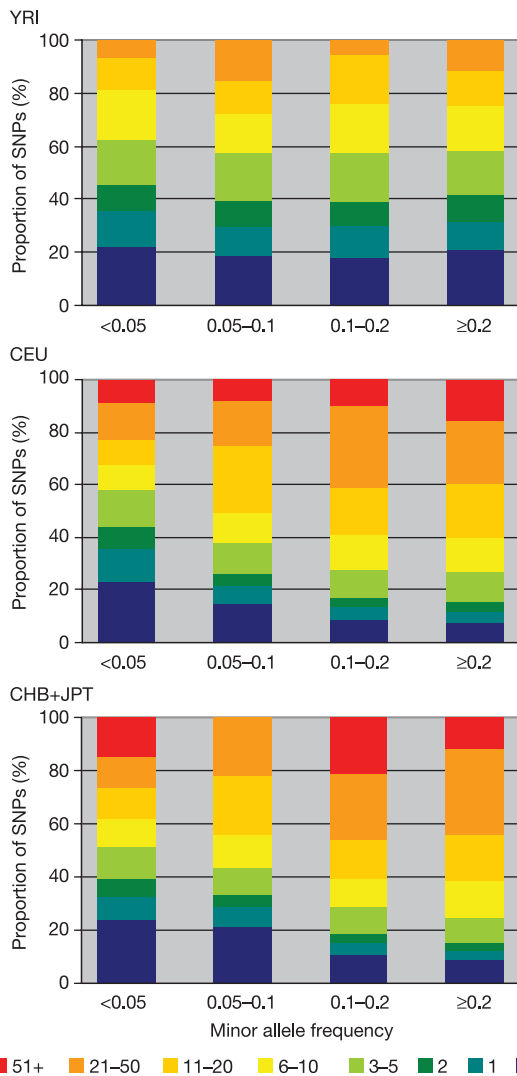 YRI
Proportion of SNPs (%)
100
80
60
40
20
0
<0.05 0.05–0.1 0.1–0.2 ≥0.2
CEU
Proportion of SNPs (%)
100
80
60
40
20
0
<0.05 0.05–0.1 0.1–0.2 ≥0.2
CHB+JPT
Proportion of SNPs (%)
100
80
60
40
20
0
<0.05 0.05–0.1 0.1–0.2 ≥0.2
Minor allele frequency
51+ 21–50 11–20 6–10 3–5 2 1